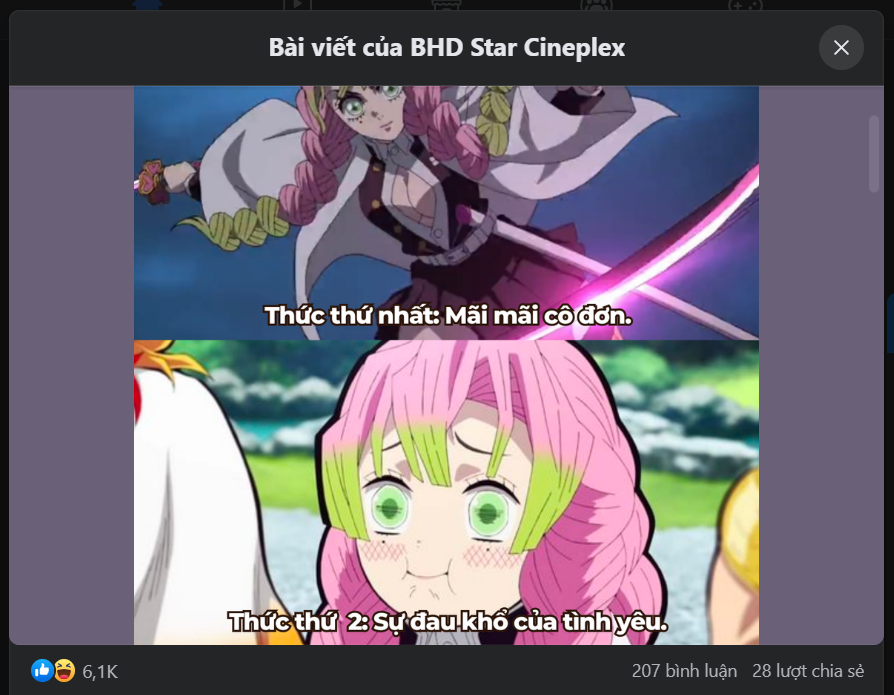 Bài viết của BHD Star Cineplex
Thức thứ nhất: Mãi mãi cô đơn.
Thức thứ 2: Sự đau khổ của tình yêu.
6,1K
207 bình luận 28 lượt chia sẻ